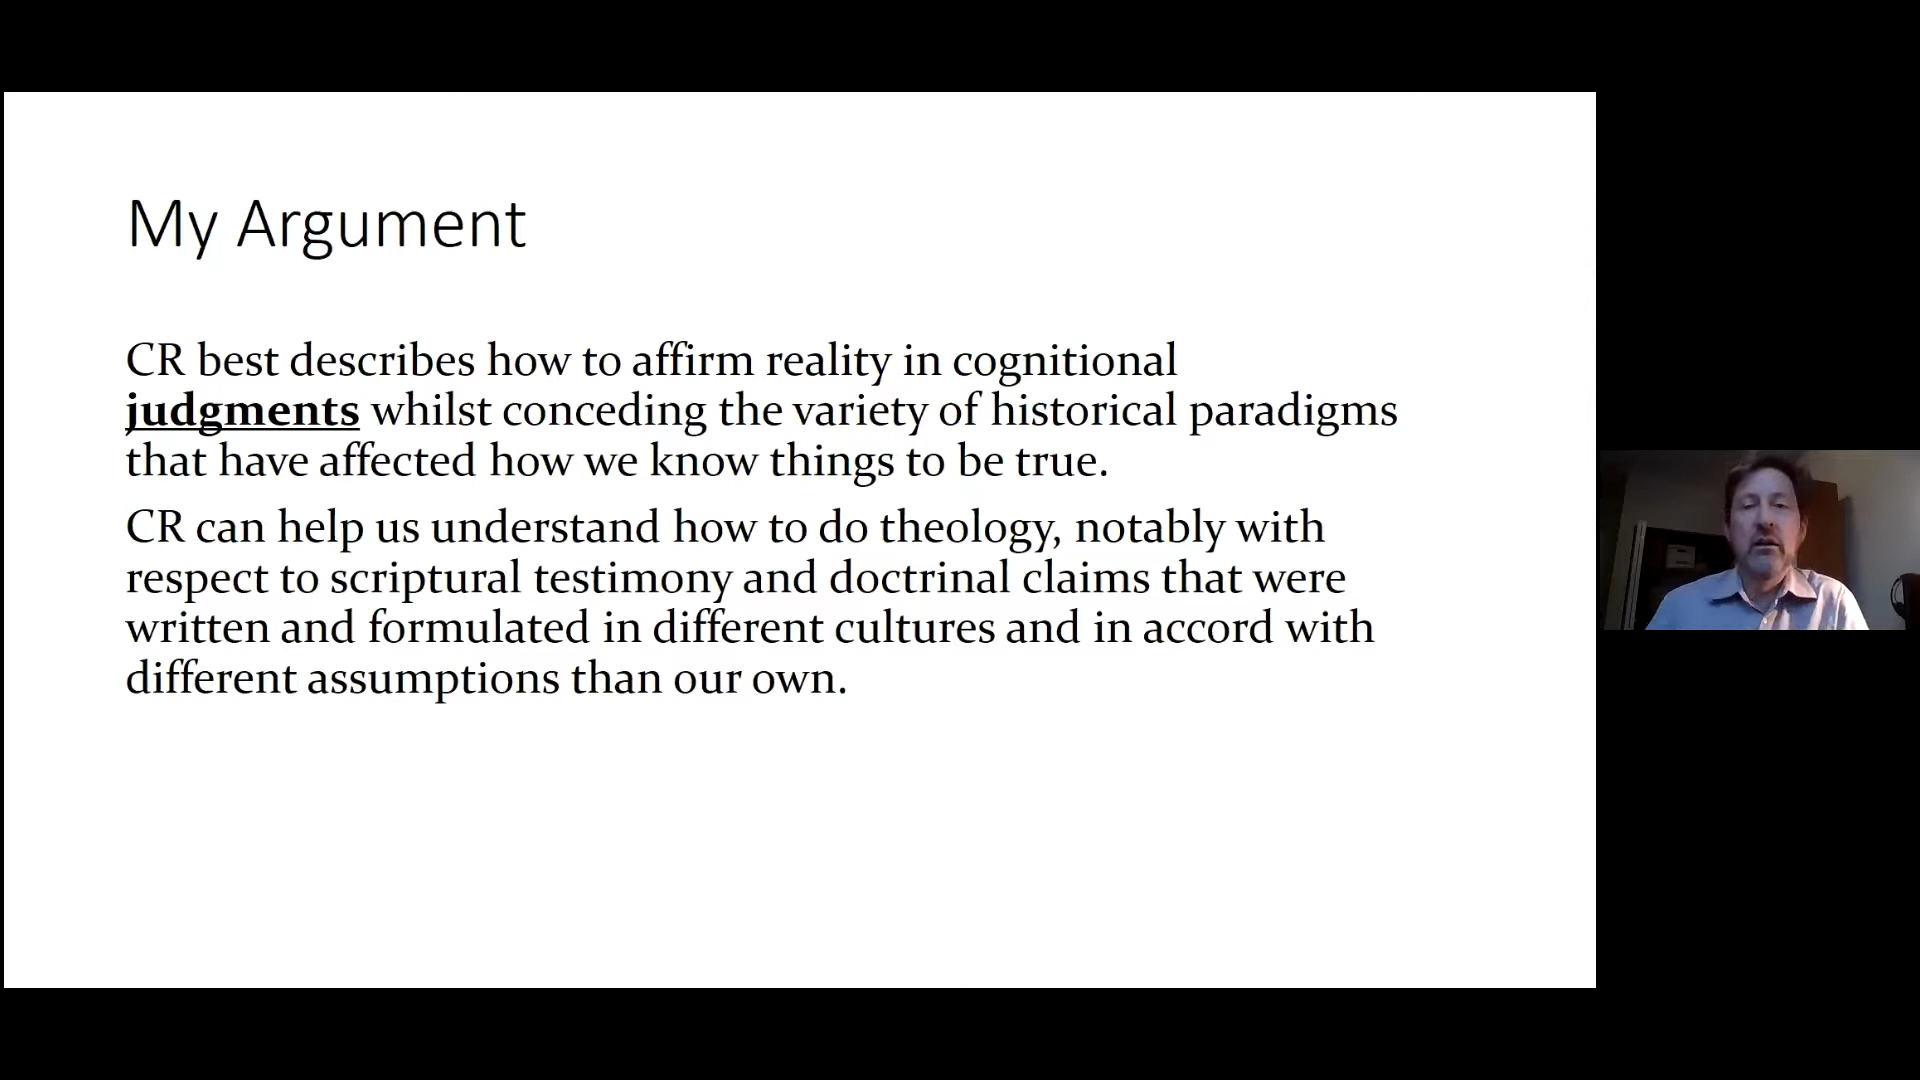 My Argument
CR best describes how to affirm reality in cognitional
judgments whilst conceding the variety of historical paradigms
that have affected how we know things to be true.
CR can help us understand how to do theology, notably with
respect to scriptural testimony and doctrinal claims that were
written and formulated in different cultures and in accord with
different assumptions than our own.